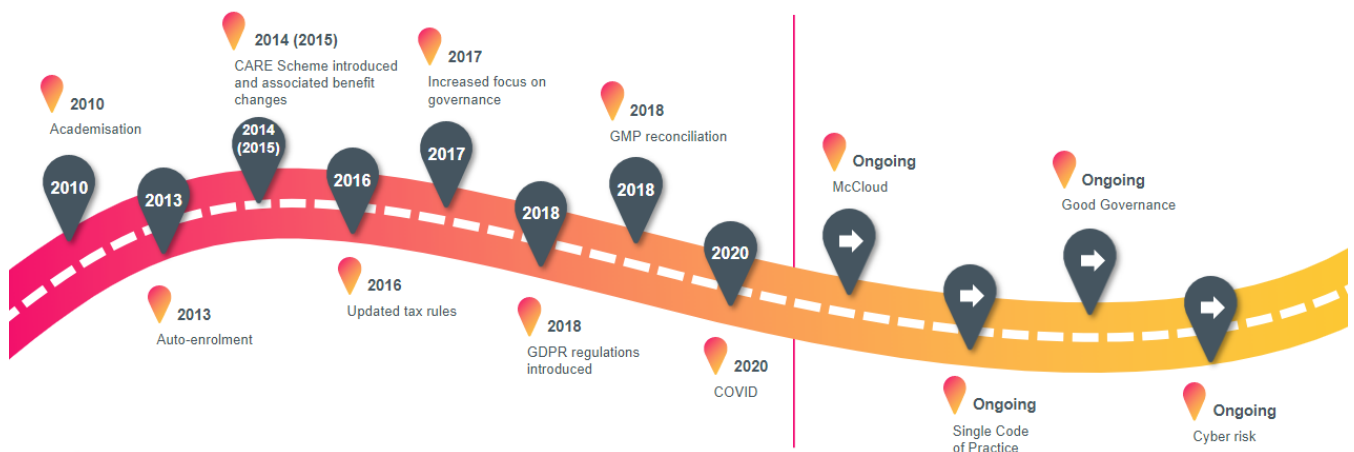 2010
Academisation
2010
2013
2013
Auto-enrolment
2014 (2015)
CARE Scheme introduced
and associated benefit
changes
2014
(2015)
2016
2016
Updated tax rules
2017
Increased focus on
governance
2017
2018
2018
GDPR regulations
introduced
2018
GMP reconciliation
2018
2020
2020
COVID
Ongoing
McCloud
Ongoing
Single Code
of Practice
Ongoing
Good Governance
Ongoing
Cyber risk